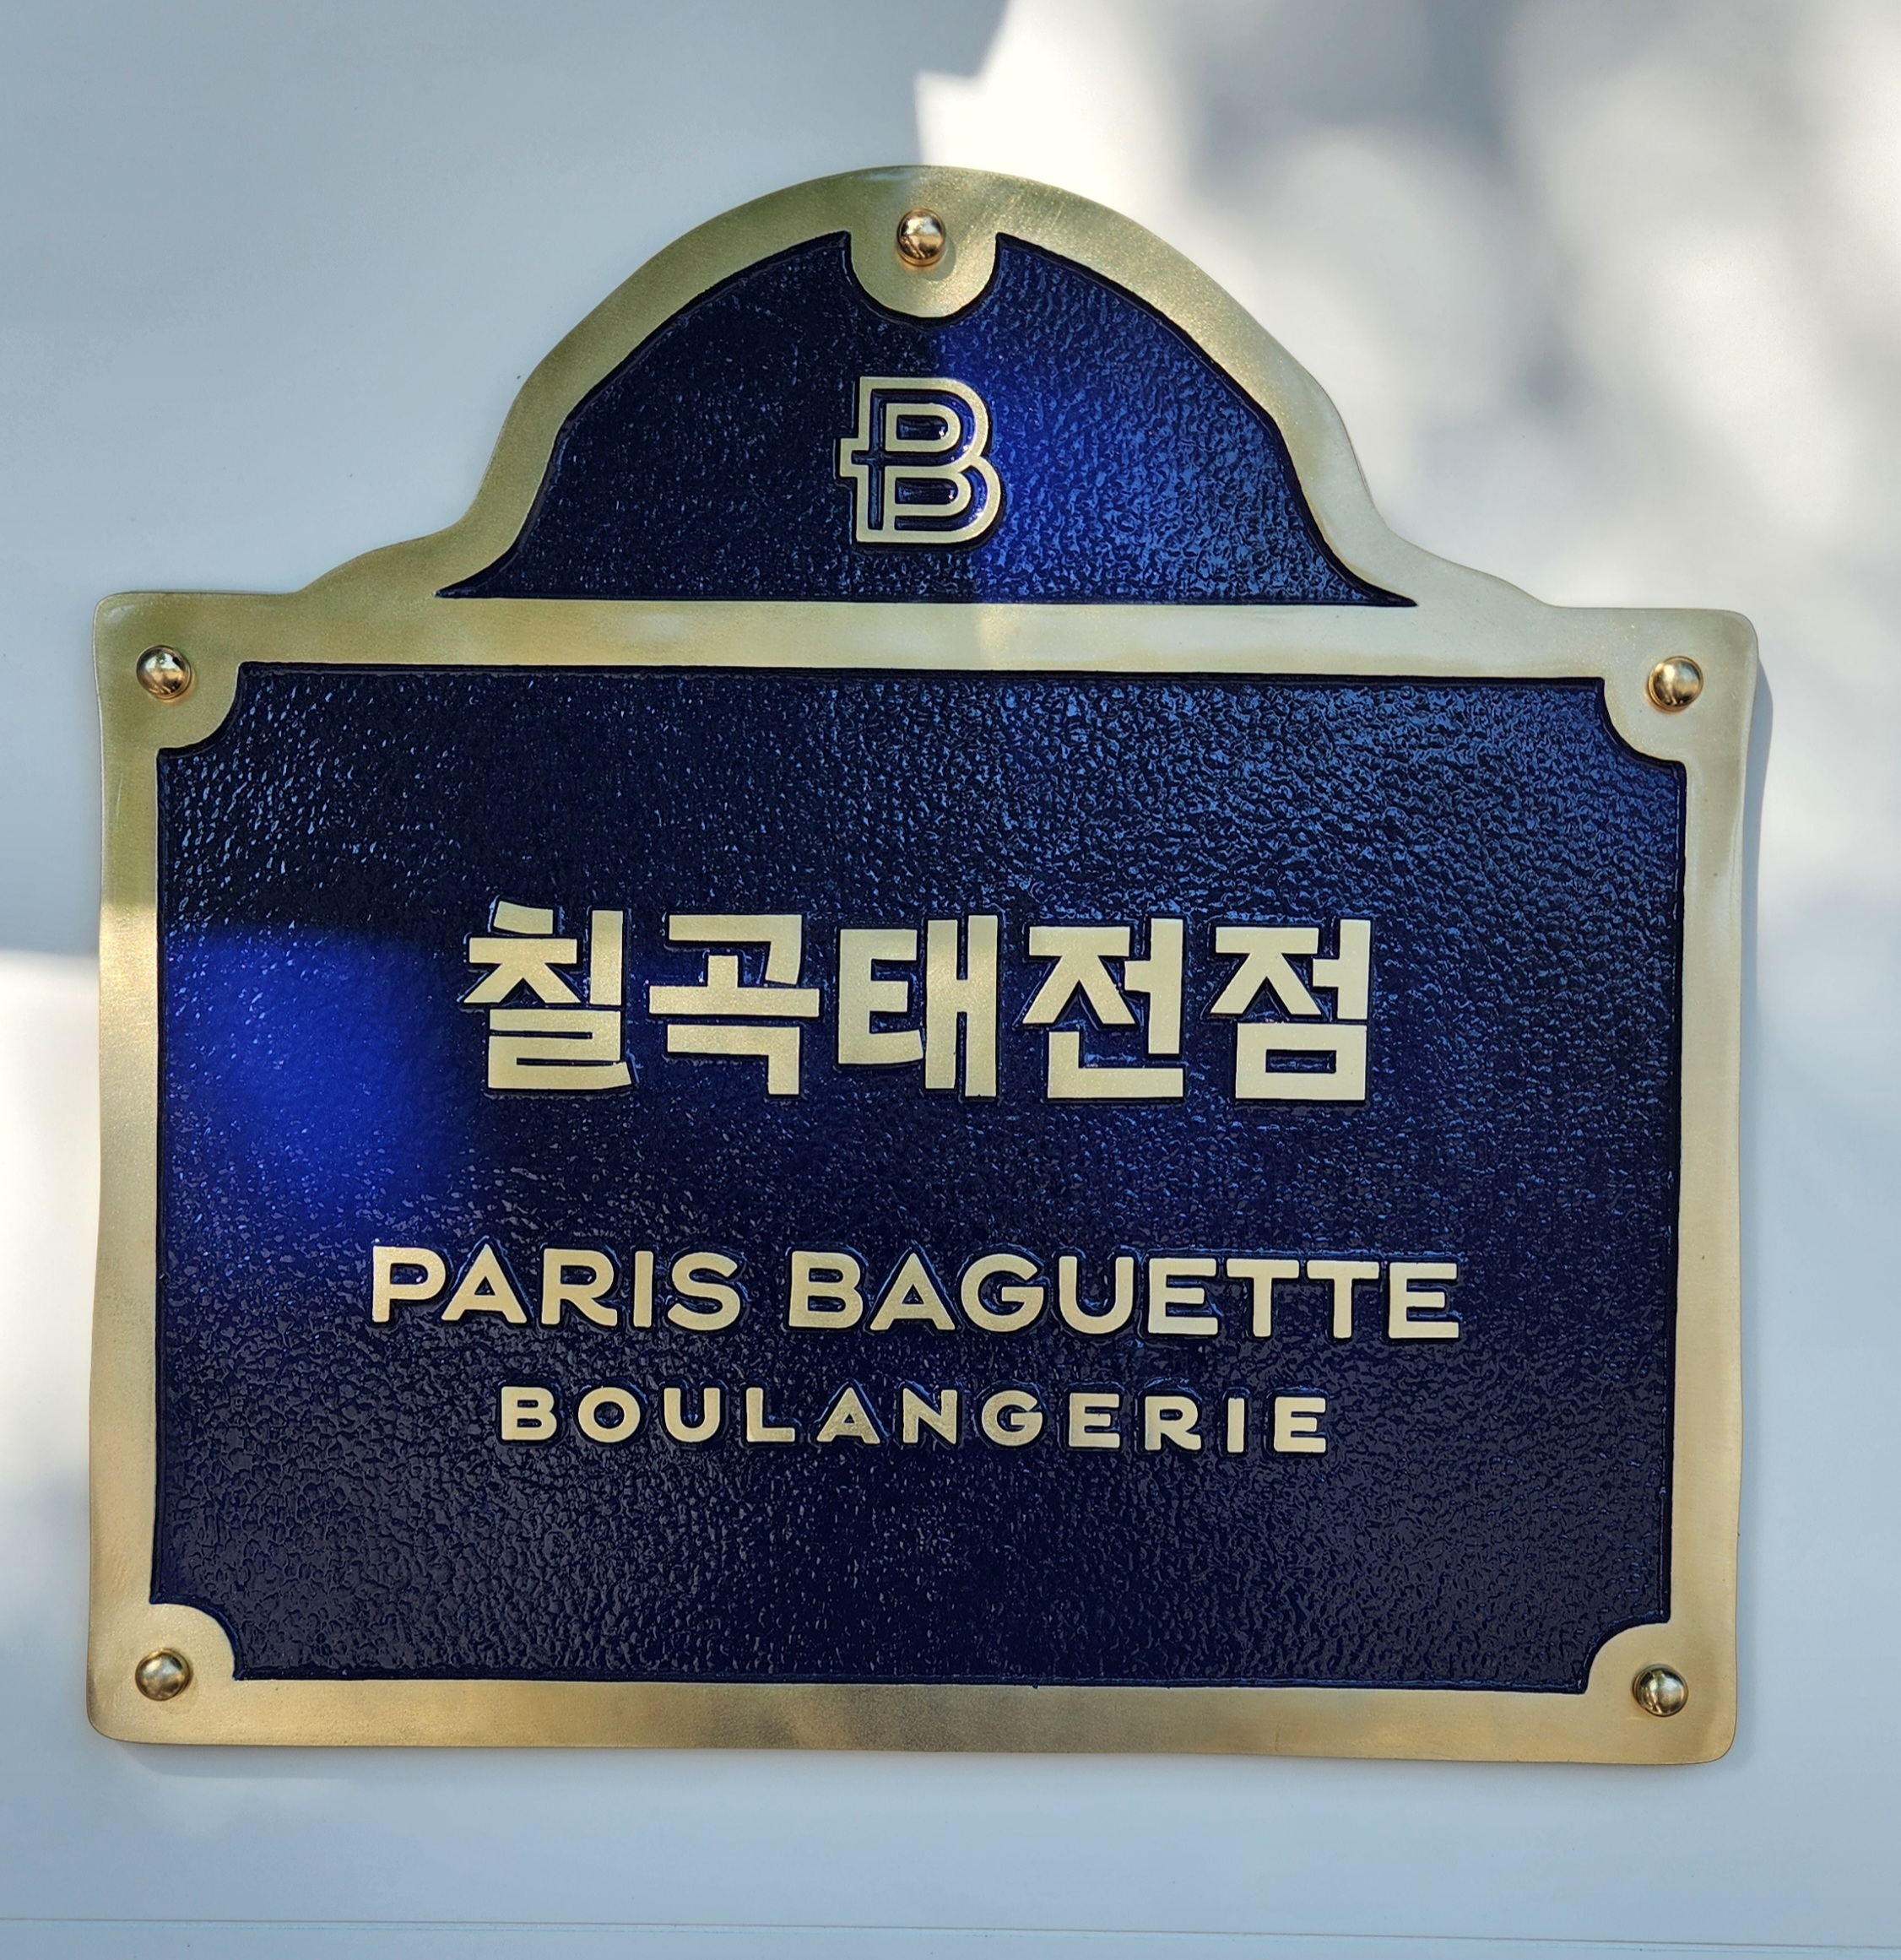 칠곡태전점
PARIS BAGUETTE
BOULANGERIE